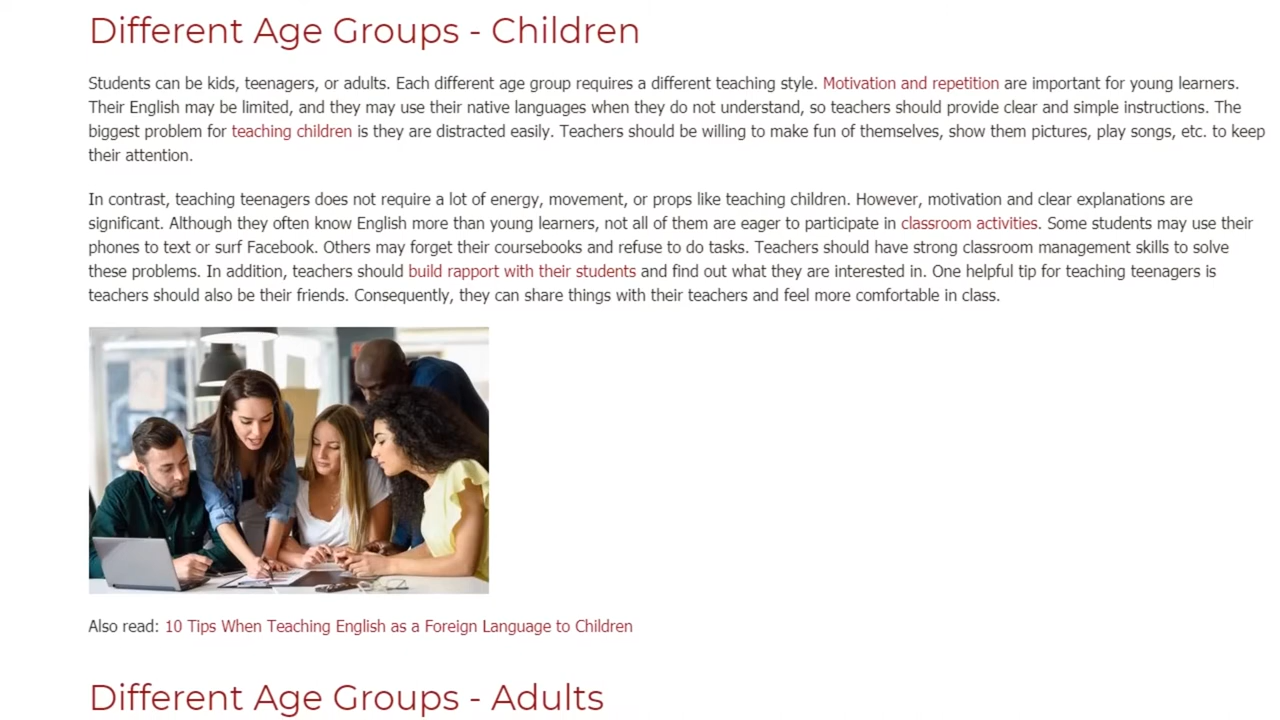 Different Age Groups - Children
Students can be kids, teenagers, or adults. Each different age group requires a different teaching style. Motivation and repetition are important for young learners.
Their English may be limited, and they may use their native languages when they do not understand, so teachers should provide clear and simple instructions. The
biggest problem for teaching children is they are distracted easily. Teachers should be willing to make fun of themselves, show them pictures, play songs, etc. to keep
their attention.
In contrast, teaching teenagers does not require a lot of energy, movement, or props like teaching children. However, motivation and clear explanations are
significant. Although they often know English more than young learners, not all of them are eager to participate in classroom activities. Some students may use their
phones to text or surf Facebook. Others may forget their coursebooks and refuse to do tasks. Teachers should have strong classroom management skills to solve
these problems. In addition, teachers should build rapport with their students and find out what they are interested in. One helpful tip for teaching teenagers is
teachers should also be their friends. Consequently, they can share things with their teachers and feel more comfortable in class.
Also read: 10 Tips When Teaching English as a Foreign Language to Children
Different Age Groups - Adults